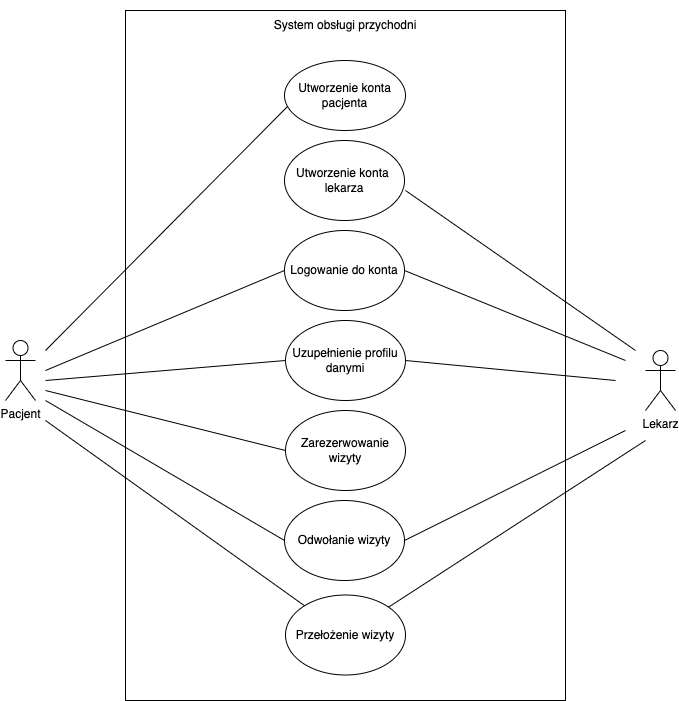 System obsługi przychodni
Utworzenie konta
pacjenta
Utworzenie konta
lekarza
Logowanie do konta
Uzupełnienie profilu
danymi
Zarezerwowanie
wizyty
Odwołanie wizyty
Przełożenie wizyty
Pacjent
Lekarz